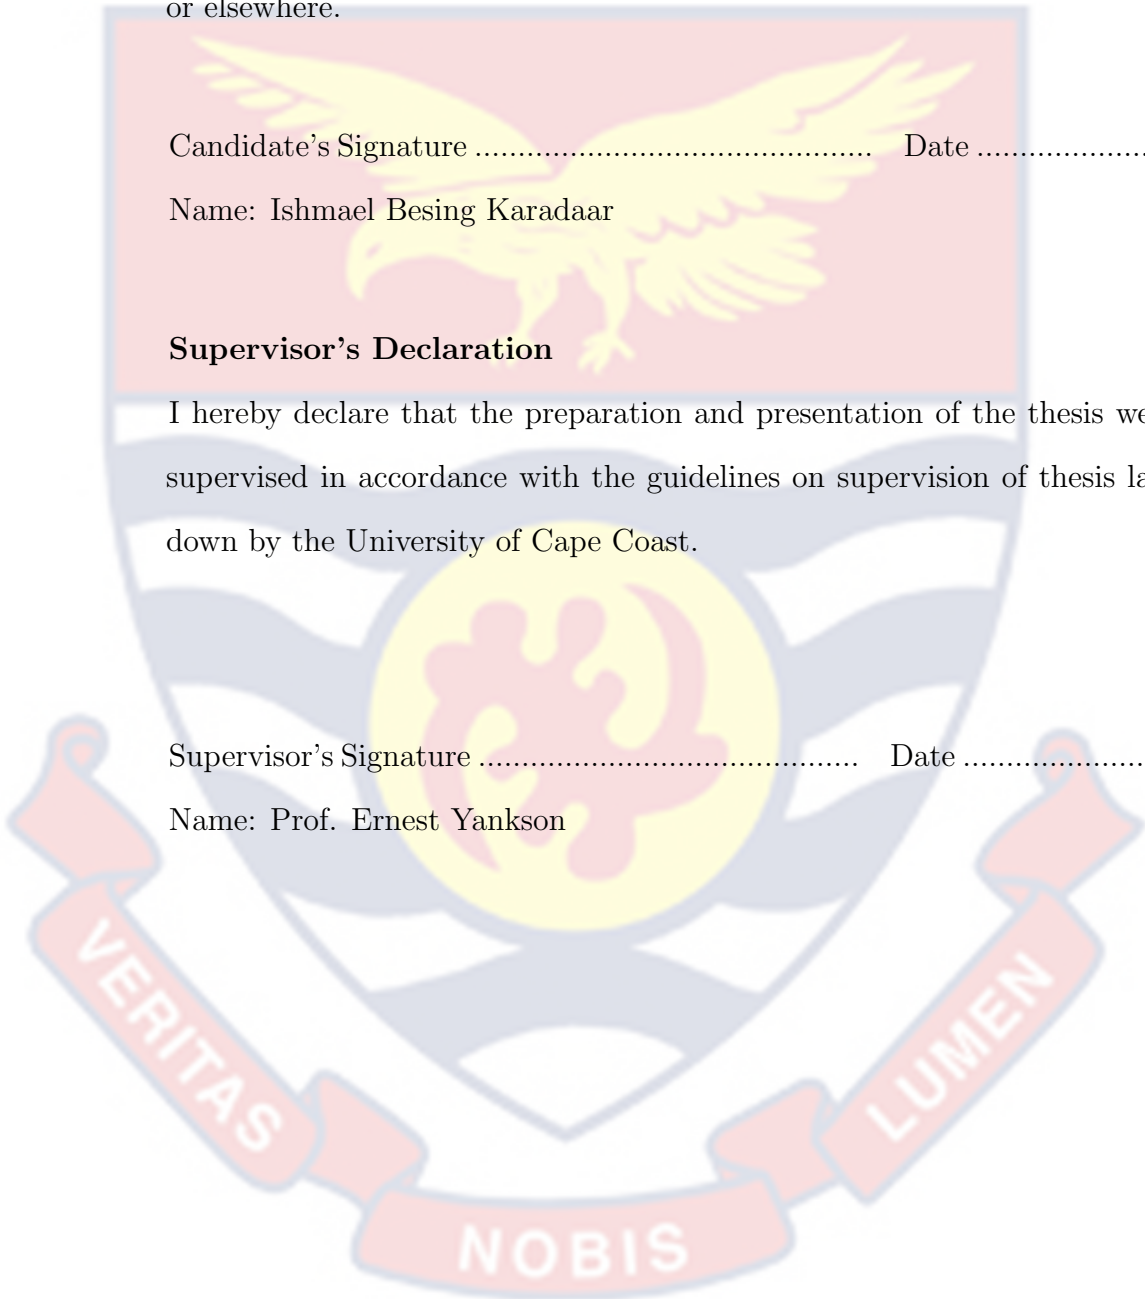 or elsewhere.
Candidate's Signature .............................................. Date ...................
Name: Ishmael Besing Karadaar
Supervisor's Declaration
I hereby declare that the preparation and presentation of the thesis
supervised in accordance with the guidelines on supervision of thesis
down by the University of Cape Coast.
Supervisor's Signature ............................................ Date .....................
Name: Prof. Ernest Yankson
VERITAS
NOBIS
LUMEN